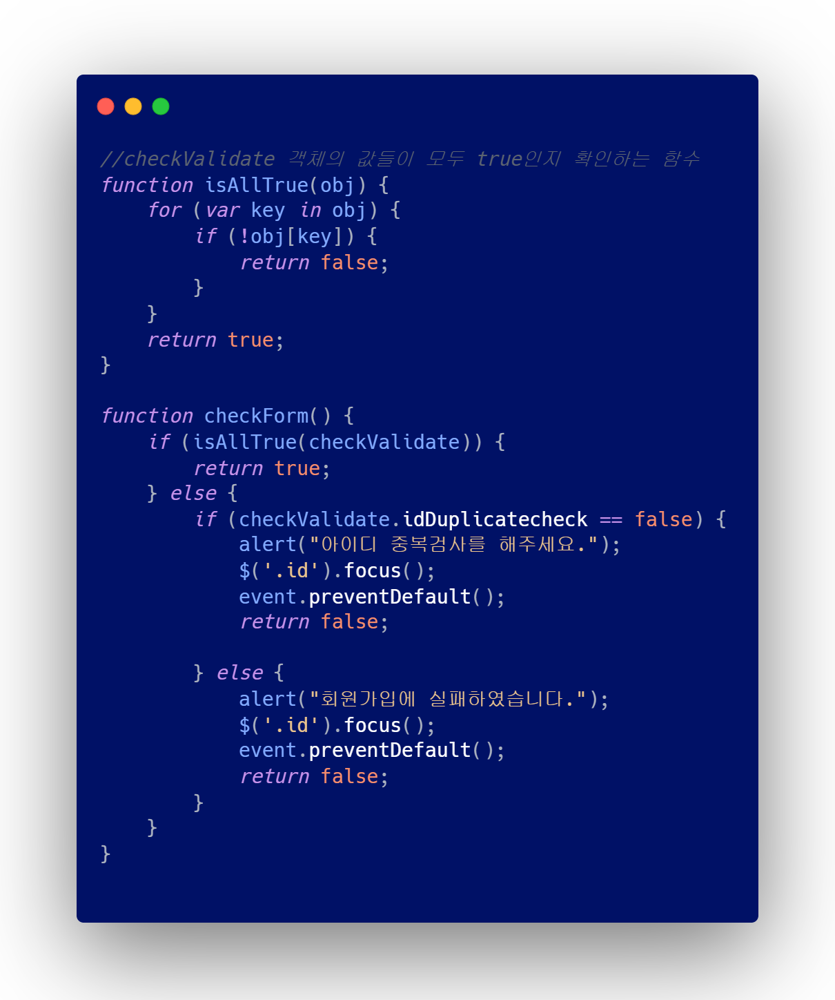 //checkValidate 객체의 값들이 모두 true인지 확인하는 함수
function isAllTrue(obj) {
    for (var key in obj) {
        if (!obj[key]) {
            return false;
        }
    }
    return true;
}

function checkForm() {
    if (isAllTrue(checkValidate)) {
        return true;
    } else {
        if (checkValidate.idDuplicatecheck == false) {
            alert("아이디 중복검사를 해주세요.");
            $('.id').focus();
            event.preventDefault();
            return false;

        } else {
            alert("회원가입에 실패하였습니다.");
            $('.id').focus();
            event.preventDefault();
            return false;
        }
    }
}